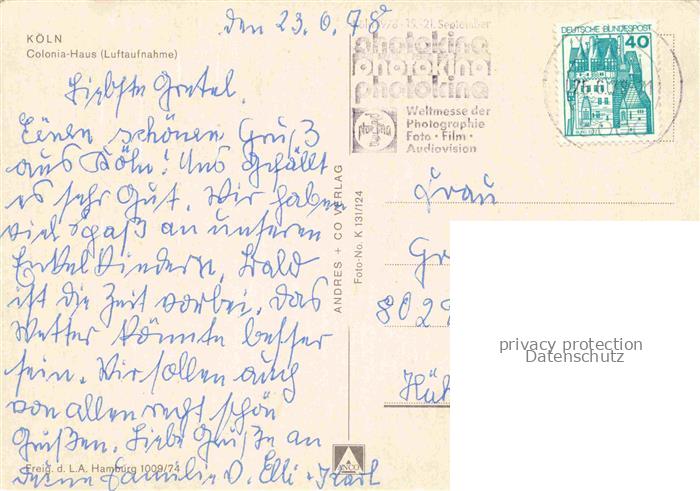 den 23.6.78
KÖLN
Colonia-Haus (Luftaufnahme)
Liebste Gretel.
Einen schönen Gruß
aus Köln! Uns gefällt
es sehr gut. Wir haben
viel Spaß an unseren
Enkelkindern, bald
ist die Zeit vorbei. Das
Wetter könnte besser
sein. Wir sollen auch
von allen recht schön
Grüßen. Liebe Grüße an
deine Familie v. Elli + Karl
Freig. d. L.A. Hamburg 1009/74
ANDRES + CO VERLAG
Foto-No. K 131/124
ANCO
1978 · 15.-21. September
photokina
photokina
photokina
Weltmesse der
Photographie
Foto · Film ·
Audiovision
DEUTSCHE BUNDESPOST
40
Frau
Gr
802
privacy protection
Datenschutz